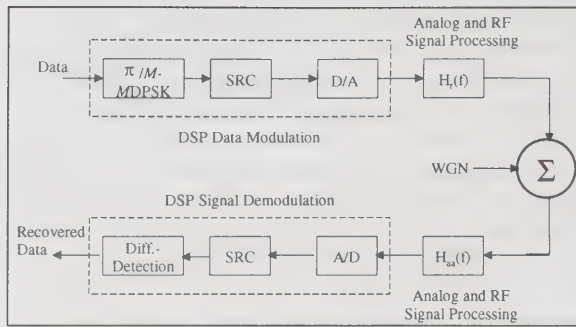 Analog and RF
Signal Processing
Data
π /M-
MDPSK
SRC
D/A
Hr(f)
DSP Data Modulation
WGN
Σ
DSP Signal Demodulation
Recovered
Data
Diff.-
Detection
SRC
A/D
Haa(f)
Analog and RF
Signal Processing